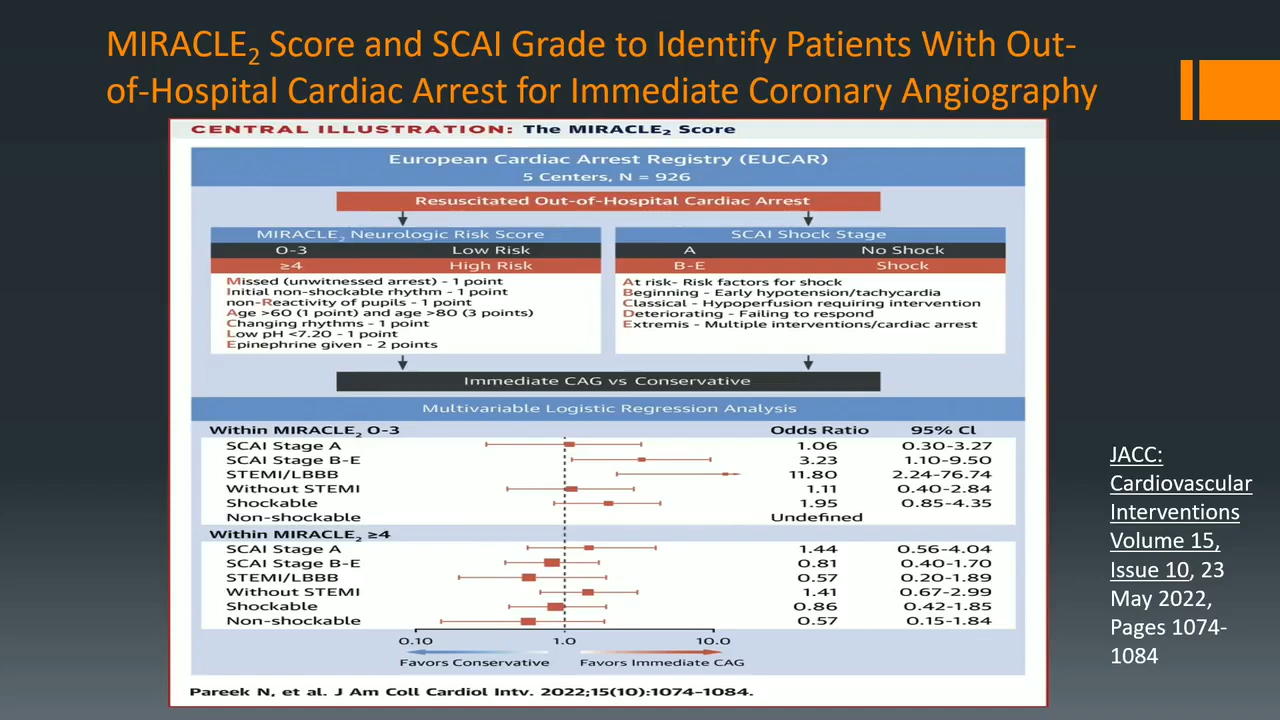 MIRACLE₂ Score and SCAI Grade to Identify Patients With Out-
of-Hospital Cardiac Arrest for Immediate Coronary Angiography
CENTRAL ILLUSTRATION: The MIRACLE₂ Score
European Cardiac Arrest Registry (EUCAR)
5 Centers, N = 926
Resuscitated Out-of-Hospital Cardiac Arrest
MIRACLE₂ Neurologic Risk Score
0-3 Low Risk
≥4 High Risk
Missed (unwitnessed arrest) - 1 point
Initial non-shockable rhythm - 1 point
non-Reactivity of pupils - 1 point
Age >60 (1 point) and age >80 (3 points)
Changing rhythms - 1 point
Low pH <7.20 - 1 point
Epinephrine given - 2 points
SCAI Shock Stage
A No Shock
B-E Shock
At risk- Risk factors for shock
Beginning - Early hypotension/tachycardia
Classical - Hypoperfusion requiring intervention
Deteriorating - Failing to respond
Extremis - Multiple interventions/cardiac arrest
Immediate CAG vs Conservative
Multivariable Logistic Regression Analysis
Within MIRACLE₂ 0-3 Odds Ratio 95% CI
SCAI Stage A 1.06 0.30-3.27
SCAI Stage B-E 3.23 1.10-9.50
STEMI/LBBB 11.80 2.24-76.74
Without STEMI 1.11 0.40-2.84
Shockable 1.95 0.85-4.35
Non-shockable Undefined
Within MIRACLE₂ ≥4
SCAI Stage A 1.44 0.56-4.04
SCAI Stage B-E 0.81 0.40-1.70
STEMI/LBBB 0.57 0.20-1.89
Without STEMI 1.41 0.67-2.99
Shockable 0.86 0.42-1.85
Non-shockable 0.57 0.15-1.84
0.10 1.0 10.0
Favors Conservative Favors Immediate CAG
Pareek N, et al. J Am Coll Cardiol Intv. 2022;15(10):1074-1084.
JACC:
Cardiovascular
Interventions
Volume 15,
Issue 10, 23
May 2022,
Pages 1074-
1084